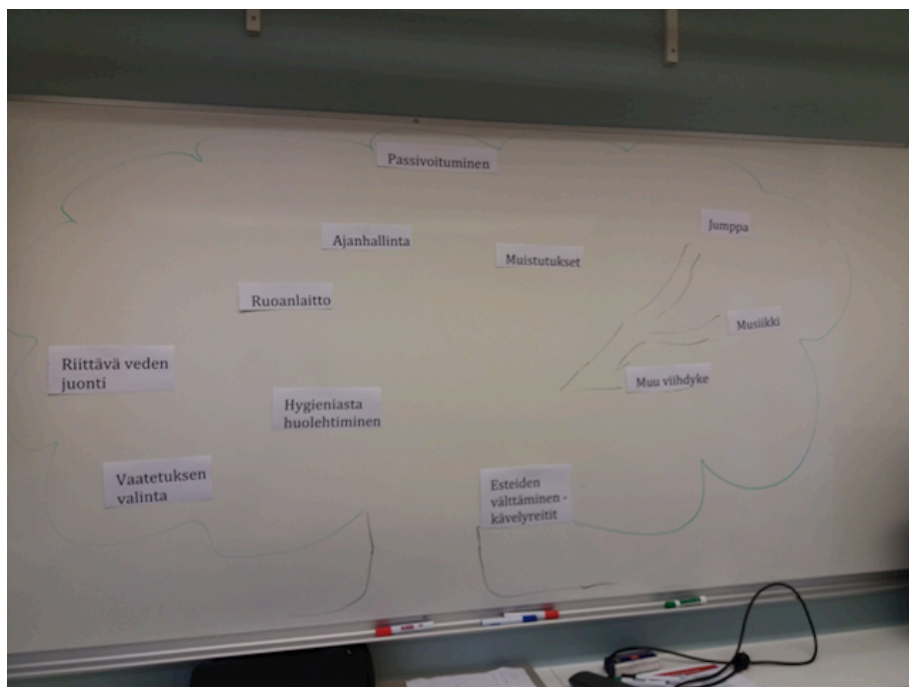 Passivoituminen
Ajanhallinta
Muistutukset
Jumppa
Ruoanlaitto
Musiikki
Riittävä veden
juonti
Muu viihdyke
Hygieniasta
huolehtiminen
Vaatetuksen
valinta
Esteiden
välttäminen -
kävelyreitit